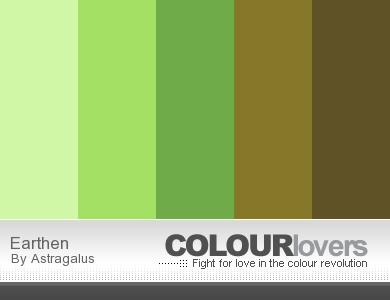 Earthen
By Astragalus
COLOURlovers
Fight for love in the colour revolution